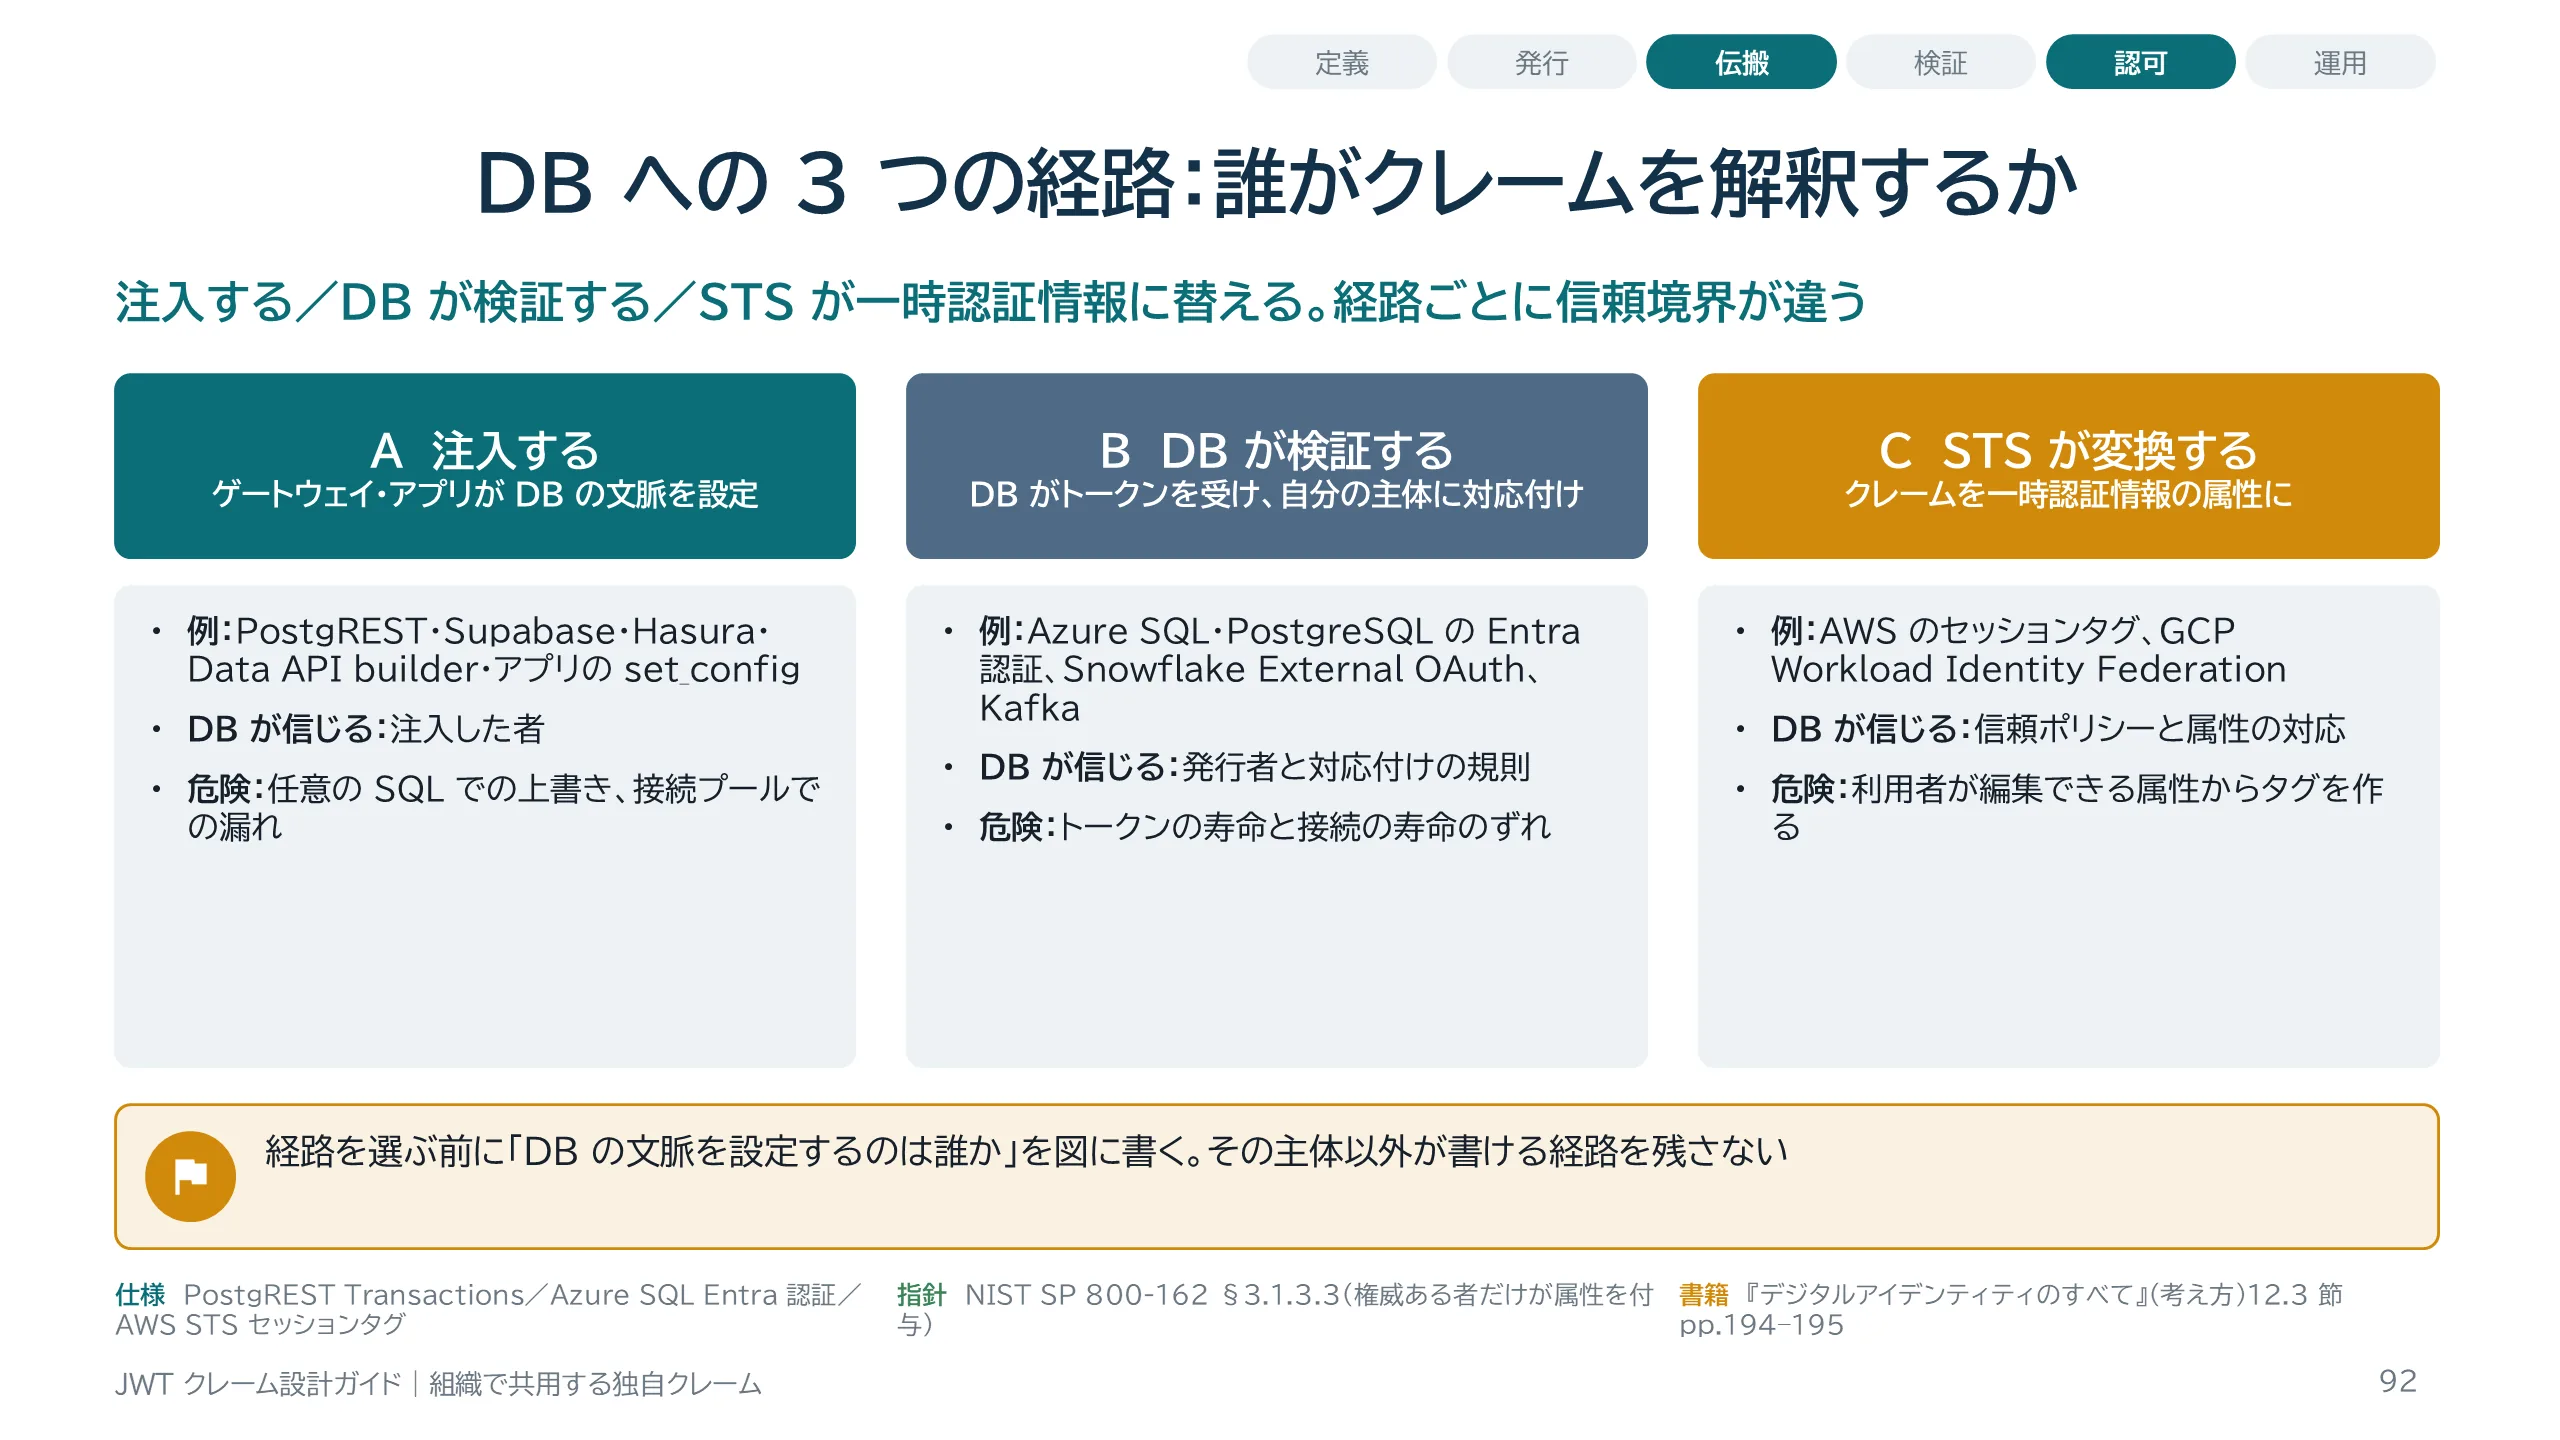 定義
発行
伝搬
検証
認可
運用
DB への 3 つの経路：誰がクレームを解釈するか
注入する／DB が検証する／STS が一時認証情報に替える。経路ごとに信頼境界が違う
A 注入する
ゲートウェイ・アプリが DB の文脈を設定
・ 例：PostgREST・Supabase・Hasura・
Data API builder・アプリの set_config
・ DB が信じる：注入した者
・ 危険：任意の SQL での上書き、接続プールで
の漏れ
B DB が検証する
DB がトークンを受け、自分の主体に対応付け
・ 例：Azure SQL・PostgreSQL の Entra
認証、Snowflake External OAuth、
Kafka
・ DB が信じる：発行者と対応付けの規則
・ 危険：トークンの寿命と接続の寿命のずれ
C STS が変換する
クレームを一時認証情報の属性に
・ 例：AWS のセッションタグ、GCP
Workload Identity Federation
・ DB が信じる：信頼ポリシーと属性の対応
・ 危険：利用者が編集できる属性からタグを作
る
経路を選ぶ前に「DB の文脈を設定するのは誰か」を図に書く。その主体以外が書ける経路を残さない
仕様 PostgREST Transactions／Azure SQL Entra 認証／
AWS STS セッションタグ
指針 NIST SP 800-162 §3.1.3.3（権威ある者だけが属性を付
与）
書籍 『デジタルアイデンティティのすべて』（考え方）12.3 節
pp.194–195
JWT クレーム設計ガイド｜組織で共用する独自クレーム
92